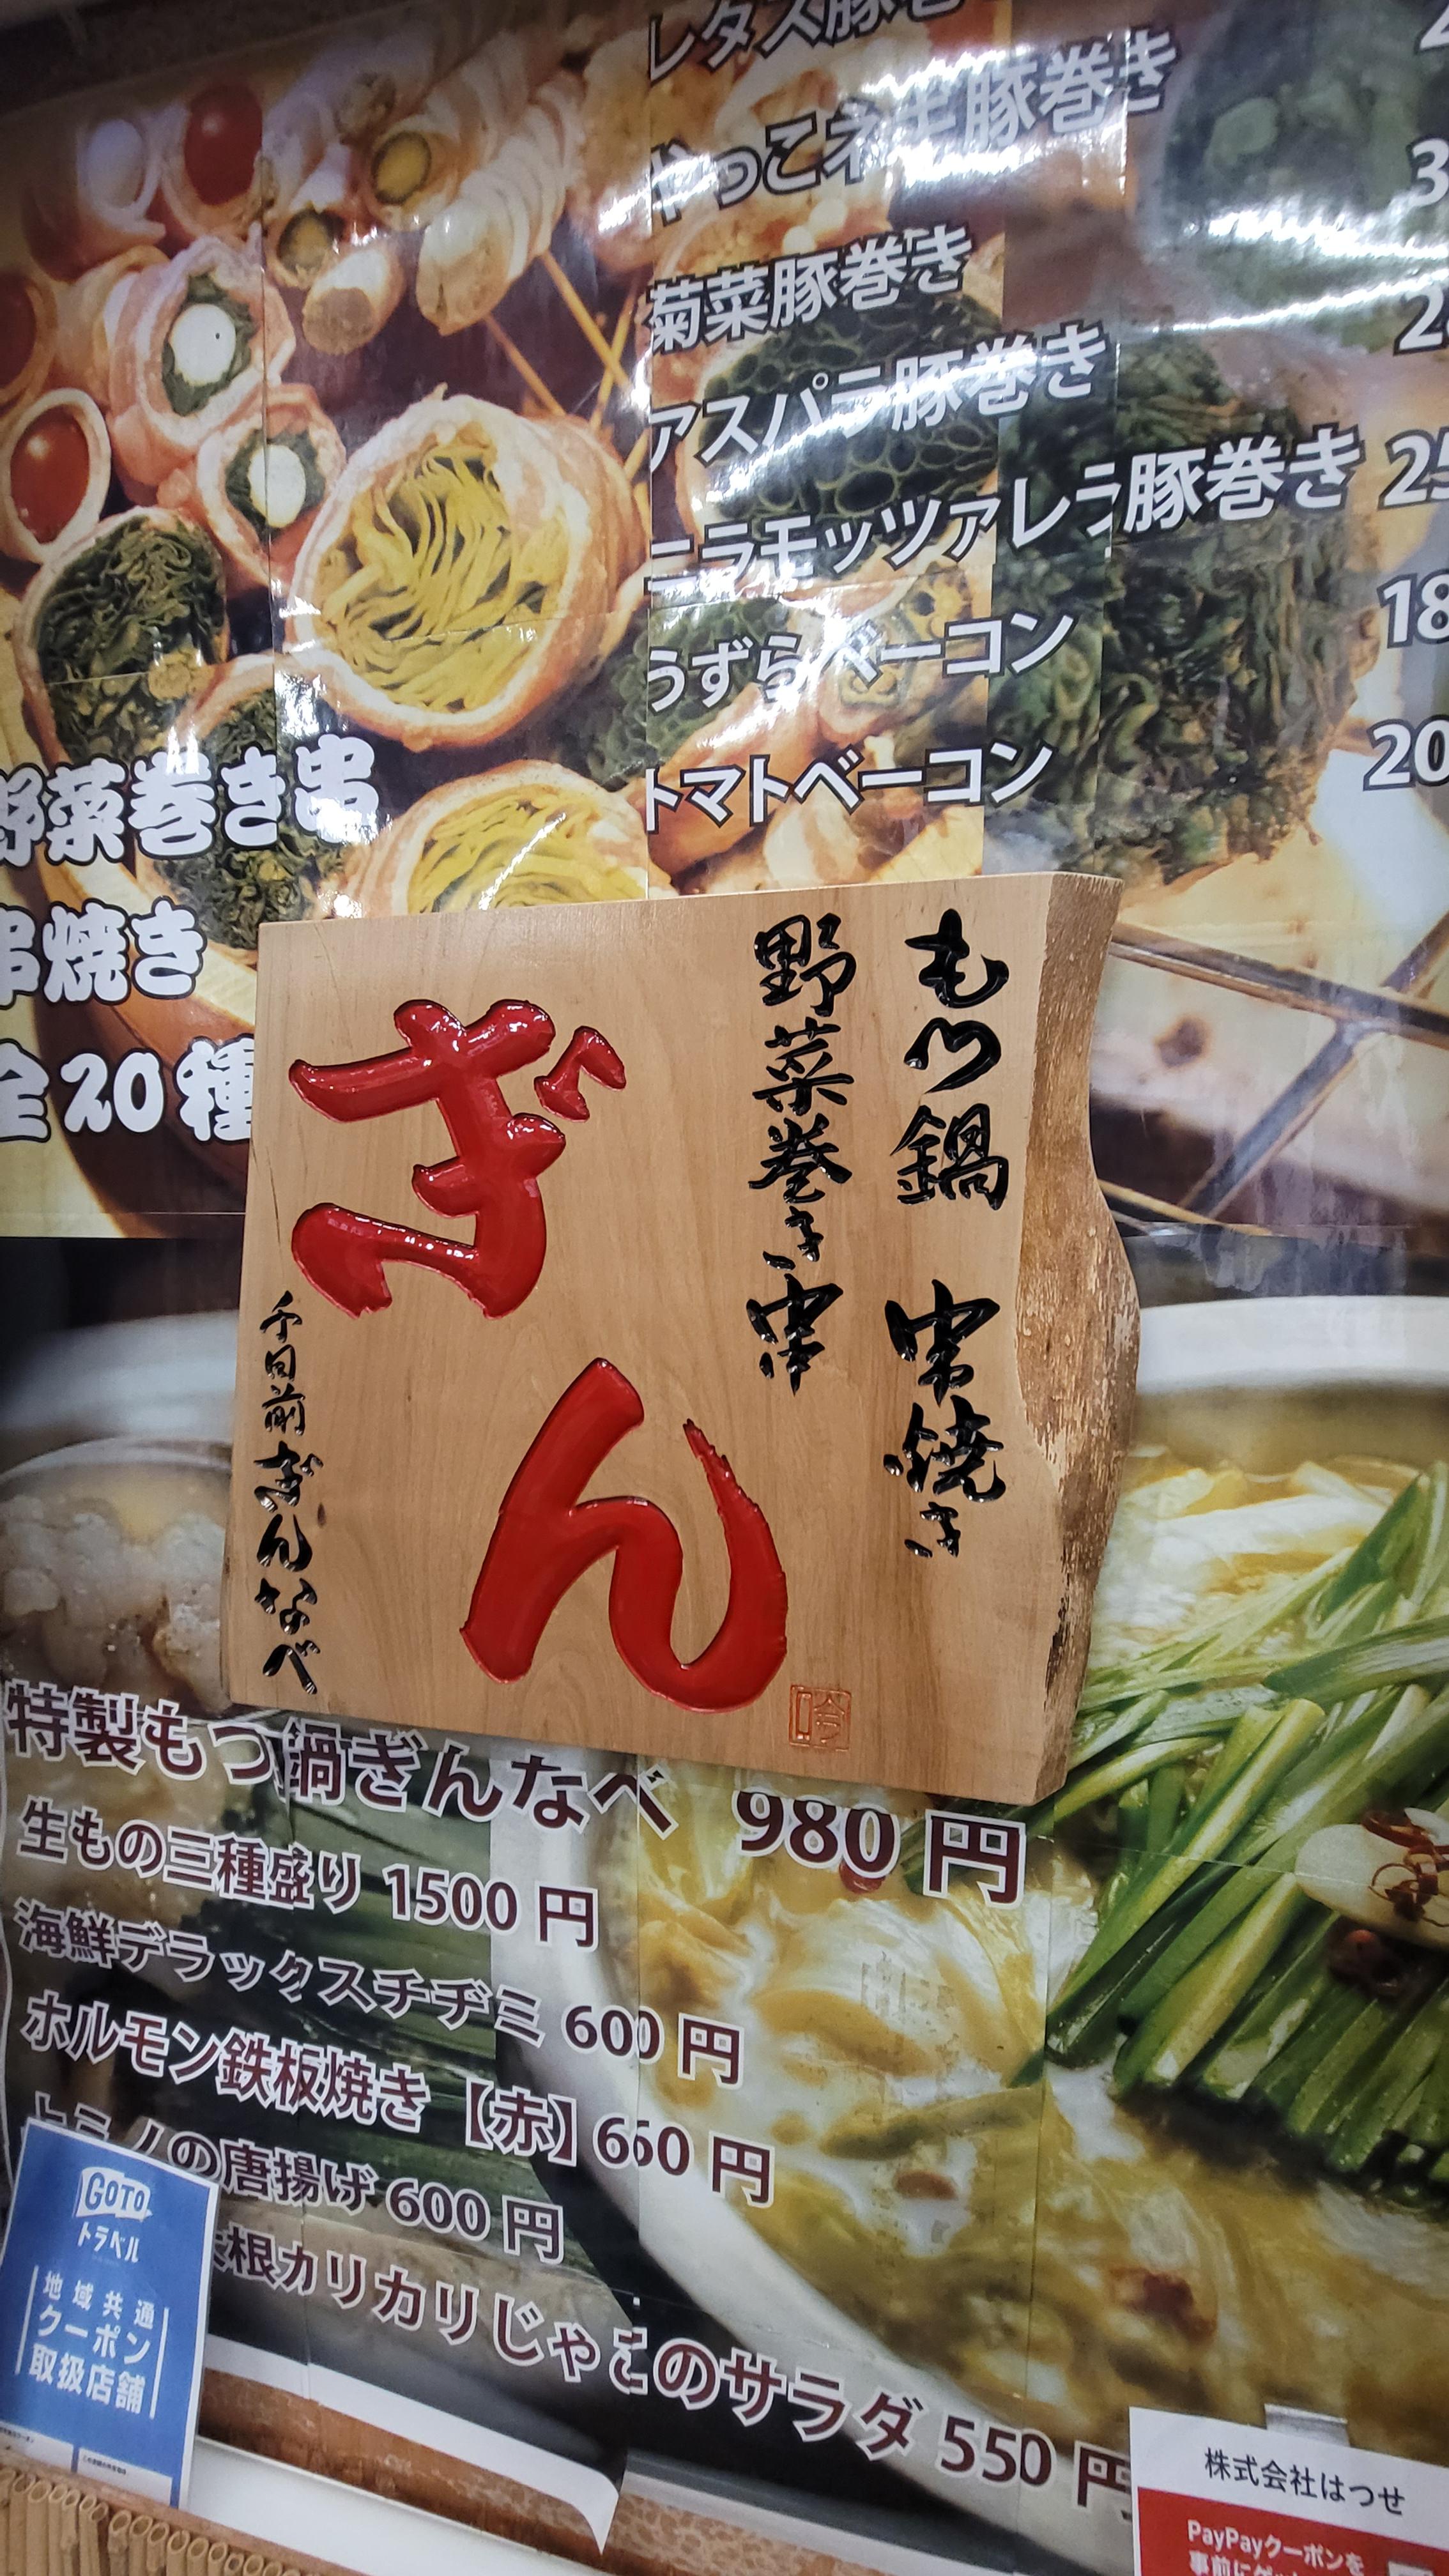 レタス豚巻き
やっこネギ豚巻き
菊菜豚巻き
アスパラ豚巻き
ニラモッツァレラ豚巻き
うずらベーコン
トマトベーコン
野菜巻き串
串焼き
全20種
もつ鍋 串焼き
野菜巻き串
ぎん
千日前ぎんなべ
吟
特製もつ鍋ぎんなべ 980円
生もの三種盛り 1500円
海鮮デラックスチヂミ 600円
ホルモン鉄板焼き【赤】660円
の唐揚げ 600円
根カリカリじゃこのサラダ 550円
GOTO
トラベル
地域共通
クーポン
取扱店舗
株式会社はつせ
PayPayクーポンを
事前に